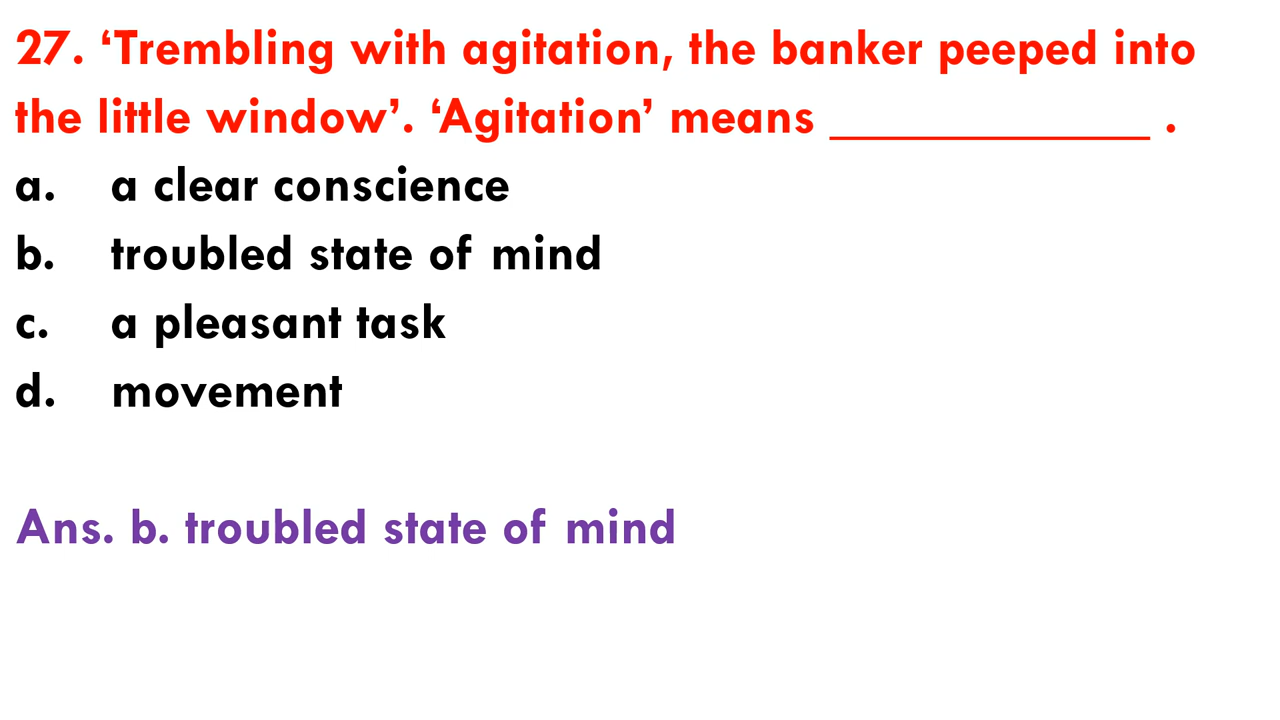 27. ‘Trembling with agitation, the banker peeped into
the little window’. ‘Agitation’ means _____________ .
a. a clear conscience
b. troubled state of mind
c. a pleasant task
d. movement
Ans. b. troubled state of mind